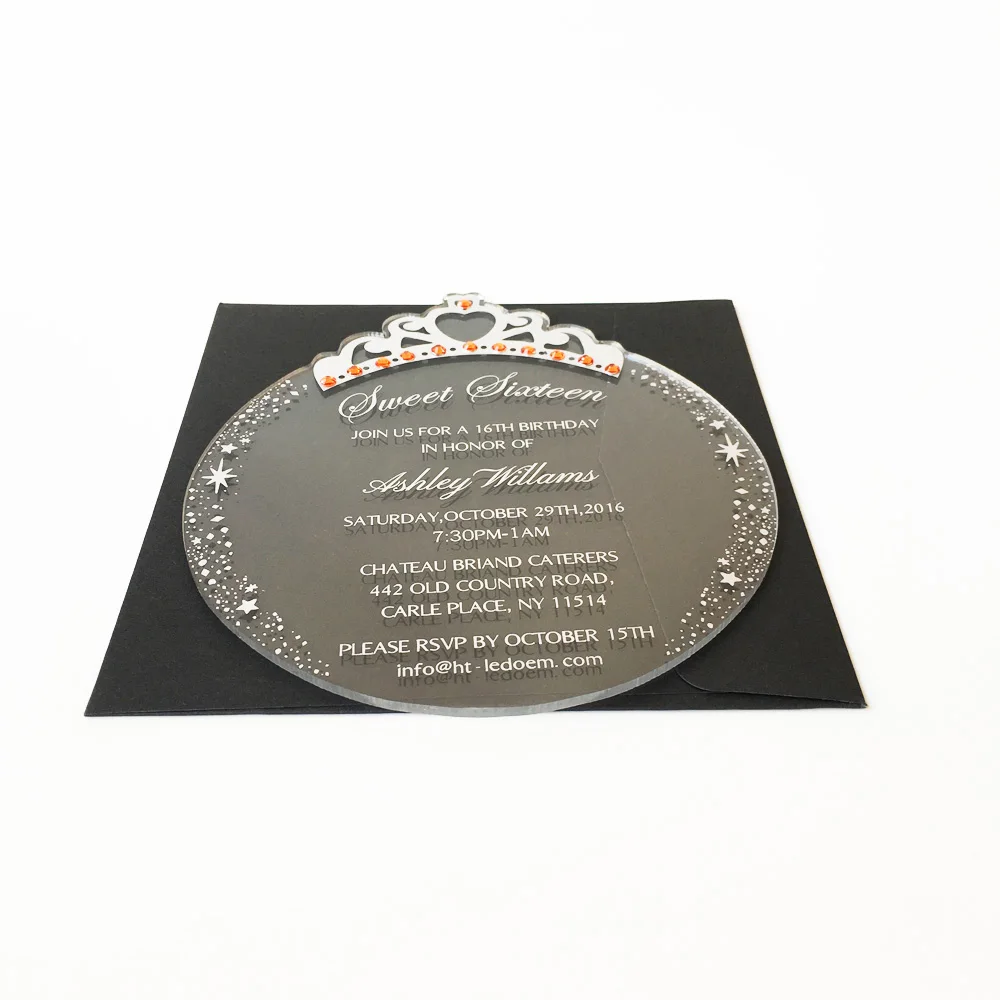 Sweet Sixteen
JOIN US FOR A 16TH BIRTHDAY
IN HONOR OF
Ashley Willams
SATURDAY,OCTOBER 29TH,2016
7:30PM-1AM
CHATEAU BRIAND CATERERS
442 OLD COUNTRY ROAD,
CARLE PLACE, NY 11514
PLEASE RSVP BY OCTOBER 15TH
info@ht-ledoem.com